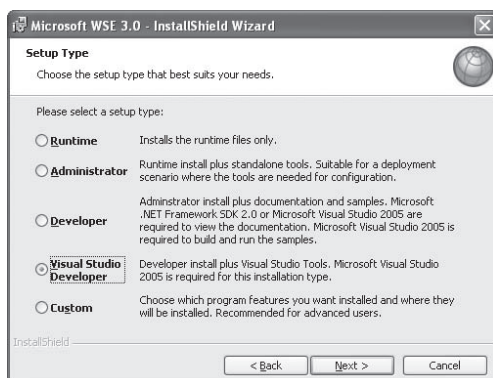 Microsoft WSE 3.0 - InstallShield Wizard
Setup Type
Choose the setup type that best suits your needs.
Please select a setup type:
Runtime
Installs the runtime files only.
Administrator
Runtime install plus standalone tools. Suitable for a deployment
scenario where the tools are needed for configuration.
Developer
Adminstrator install plus documentation and samples. Microsoft
.NET Framework SDK 2.0 or Microsoft Visual Studio 2005 are
required to view the documentation. Microsoft Visual Studio 2005 is
required to build and run the samples.
Visual Studio
Developer
Developer install plus Visual Studio Tools. Microsoft Visual Studio
2005 is required for this installation type.
Custom
Choose which program features you want installed and where they
will be installed. Recommended for advanced users.
InstallShield
< Back
Next >
Cancel